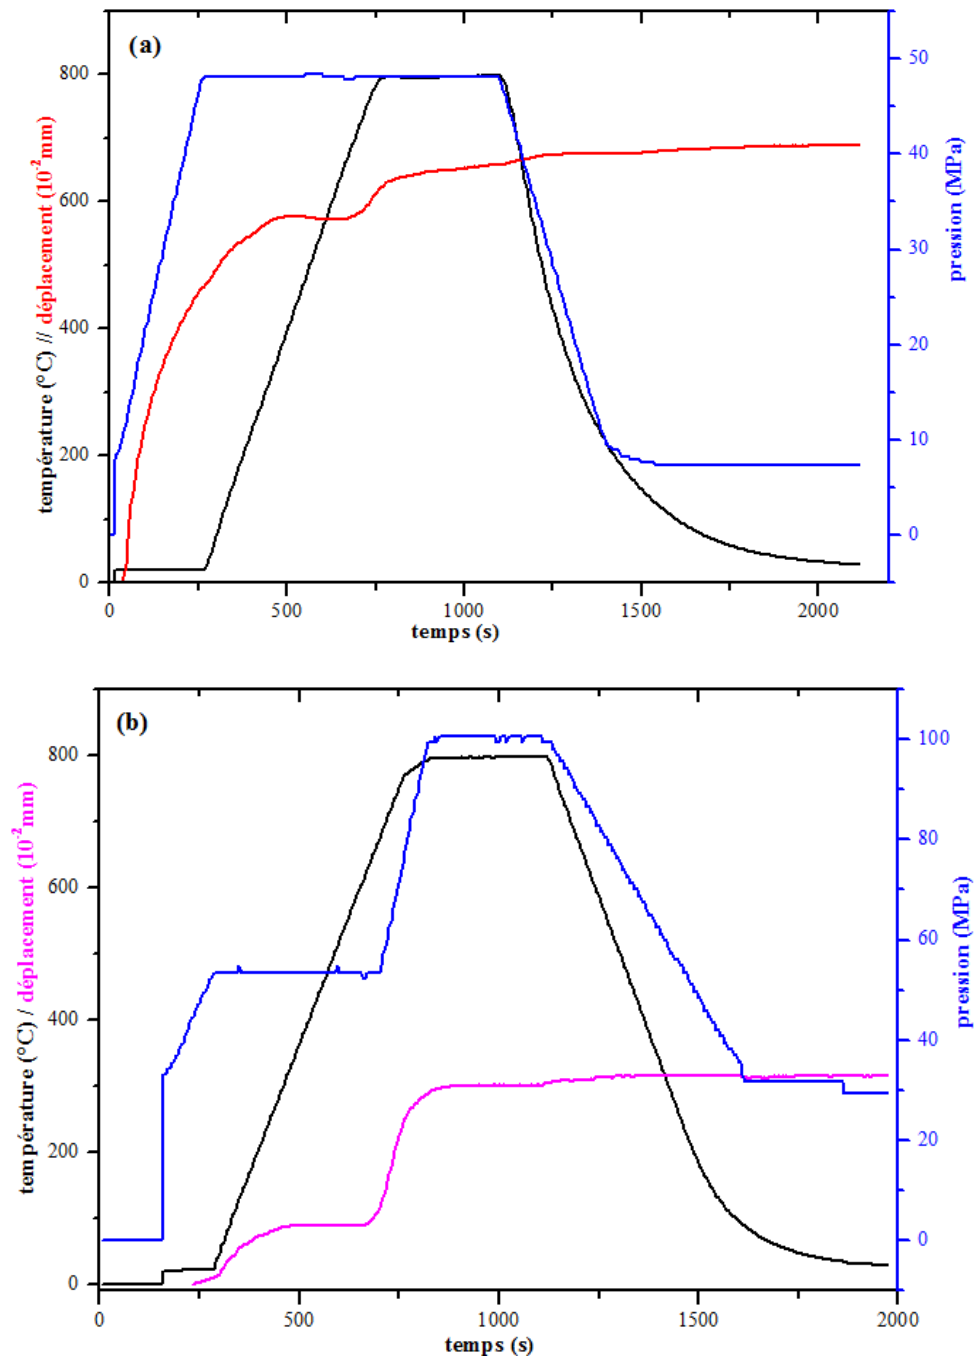 (a)
800
600
400
200
0
température (°C) // déplacement (10-2mm)
50
40
30
20
10
0
pression (MPa)
0 500 1000 1500 2000
temps (s)
(b)
800
600
400
200
0
température (°C) / déplacement (10-2mm)
100
80
60
40
20
0
pression (MPa)
0 500 1000 1500 2000
temps (s)